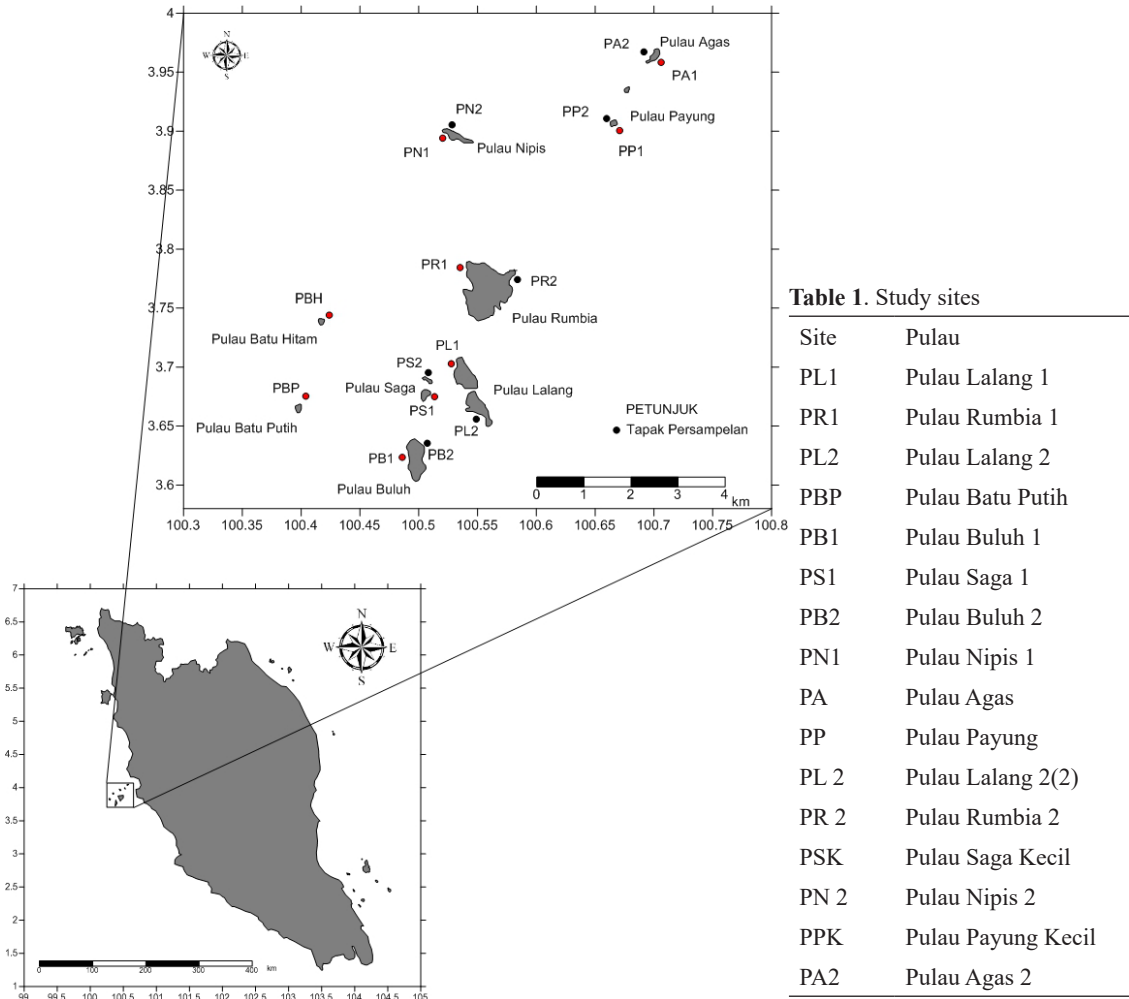 4
3.95
3.9
3.85
3.8
3.75
3.7
3.65
3.6
100.3 100.35 100.4 100.45 100.5 100.55 100.6 100.65 100.7 100.75 100.8
N
W E
S
PA2 Pulau Agas
PA1
PN2
PP2 Pulau Payung
PN1 Pulau Nipis
PP1
PR1
PR2
PBH
Pulau Rumbia
Pulau Batu Hitam
PL1
PS2
PBP Pulau Saga Pulau Lalang
PS1
Pulau Batu Putih
PL2
PETUNJUK
Tapak Persampelan
PB1 PB2
Pulau Buluh
0 1 2 3 4
km
7
6.5
6
5.5
5
4.5
4
3.5
3
2.5
2
1.5
1
99 99.5 100 100.5 101 101.5 102 102.5 103 103.5 104 104.5 105
N
W E
S
0 100 200 300 400 km
Table 1. Study sites
Site Pulau
PL1 Pulau Lalang 1
PR1 Pulau Rumbia 1
PL2 Pulau Lalang 2
PBP Pulau Batu Putih
PB1 Pulau Buluh 1
PS1 Pulau Saga 1
PB2 Pulau Buluh 2
PN1 Pulau Nipis 1
PA Pulau Agas
PP Pulau Payung
PL 2 Pulau Lalang 2(2)
PR 2 Pulau Rumbia 2
PSK Pulau Saga Kecil
PN 2 Pulau Nipis 2
PPK Pulau Payung Kecil
PA2 Pulau Agas 2